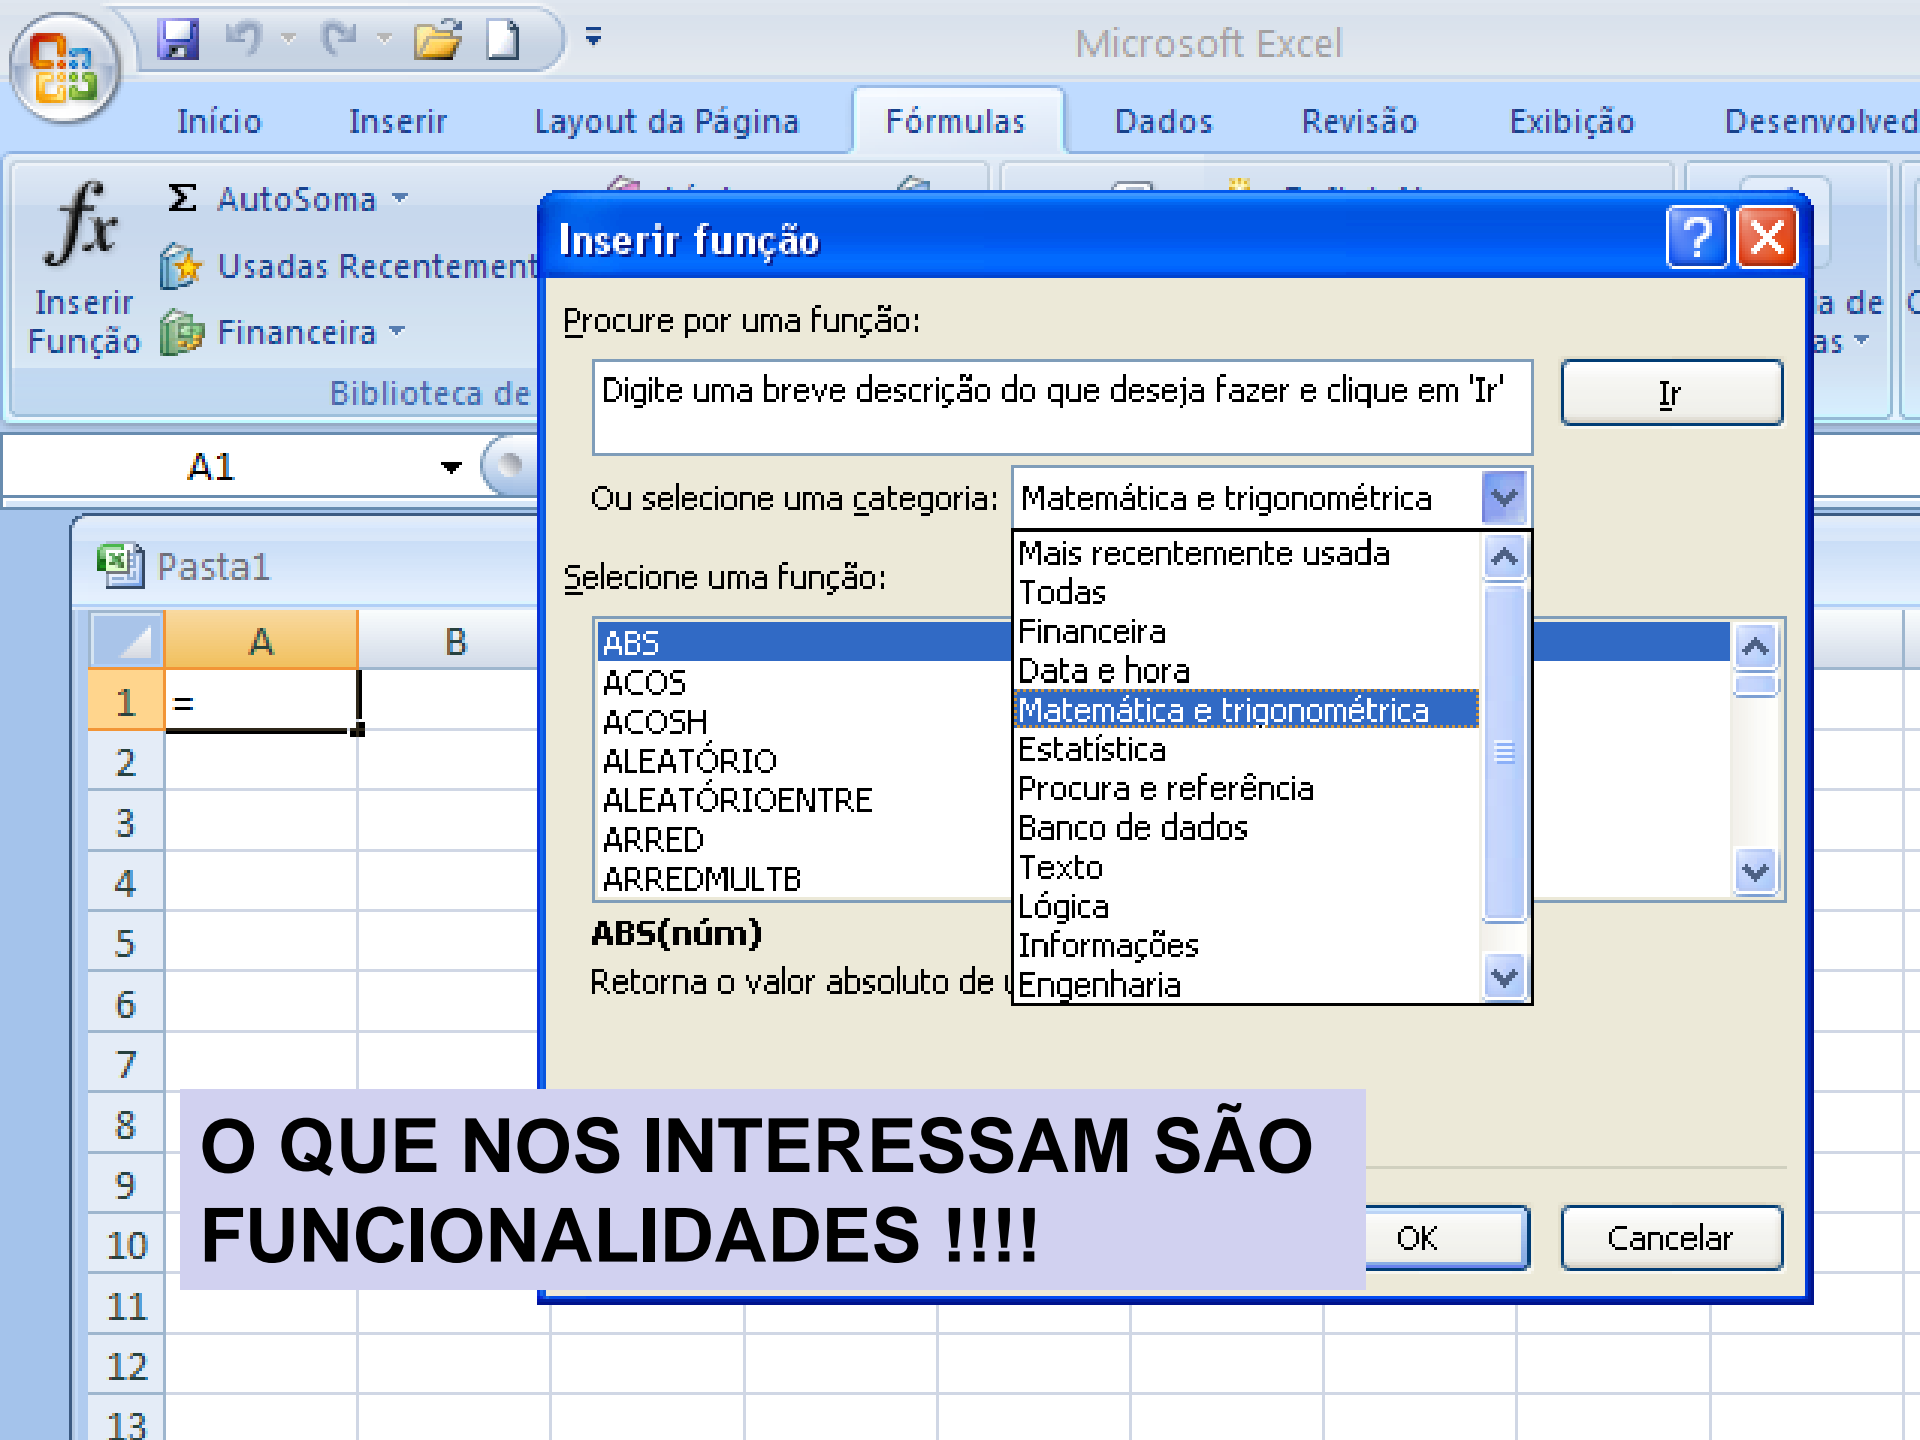 Microsoft Excel
Início Inserir Layout da Página Fórmulas Dados Revisão Exibição
fx Σ AutoSoma
Usadas
Inserir Função
Financeira
Biblioteca de
Inserir função
Procure por uma função:
Digite uma breve descrição do que deseja fazer e clique em 'Ir'
Ir
A1
Ou selecione uma categoria: Matemática e trigonométrica
Pasta1
Selecione uma função:
Mais recentemente usada
Todas
Financeira
Data e hora
Matemática e trigonométrica
Estatística
Procura e referência
Banco de dados
Texto
Lógica
Informações
Engenharia
ABS
ACOS
ACOSH
ALEATÓRIO
ALEATÓRIOENTRE
ARRED
ARREDMULTB
ABS(núm)
Retorna o valor absoluto de
A B
1 =
2
3
4
5
6
7
8
9
10
11
12
13
O QUE NOS INTERESSAM SÃO
FUNCIONALIDADES !!!!
OK Cancelar